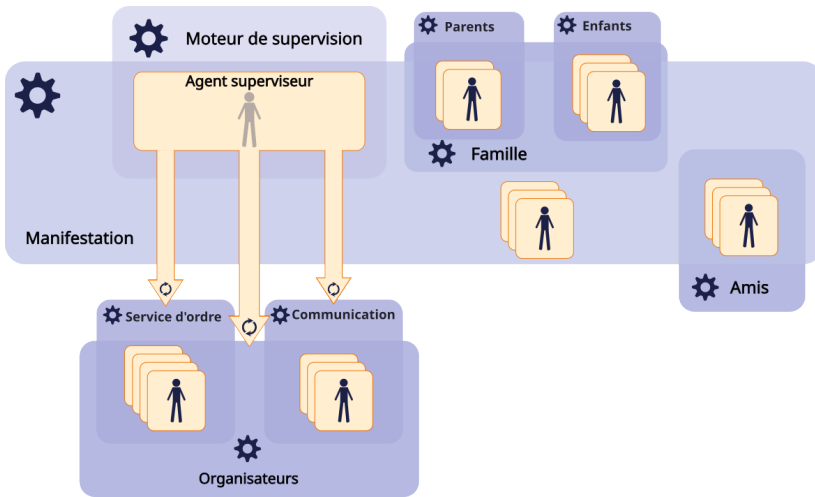 Moteur de supervision
Agent superviseur
Parents
Enfants
Famille
Manifestation
Amis
Service d'ordre
Communication
Organisateurs